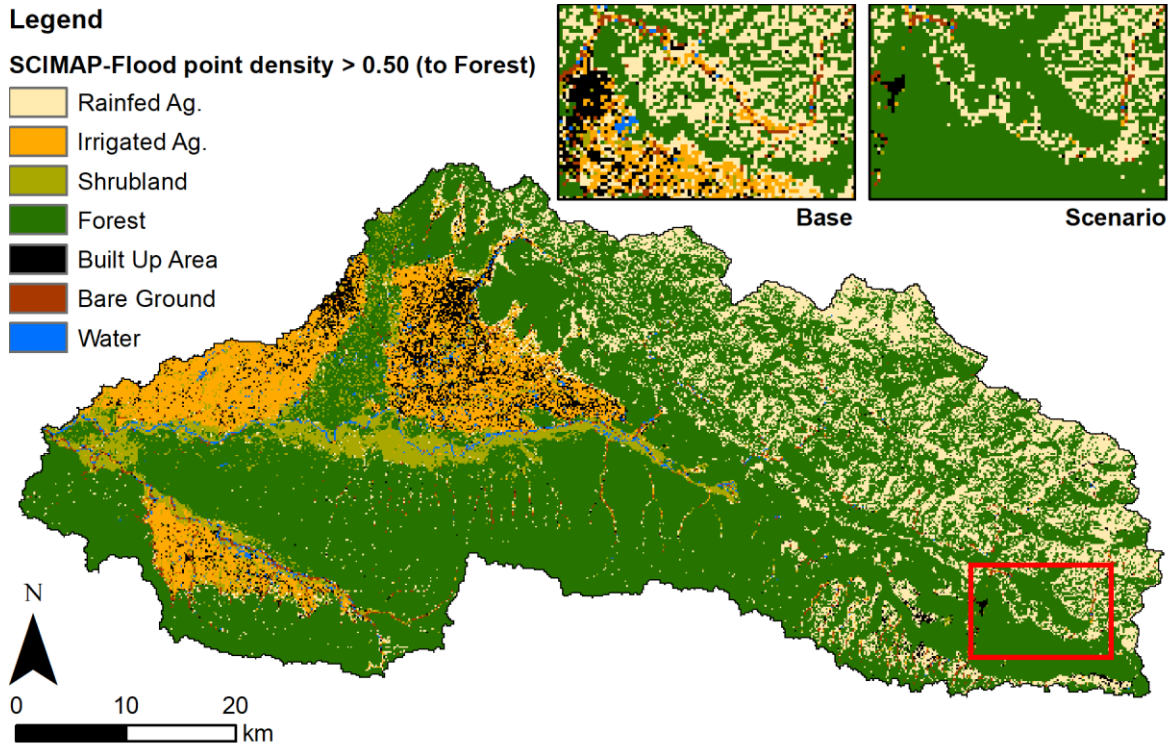 Legend
SCIMAP-Flood point density > 0.50 (to Forest)
Rainfed Ag.
Irrigated Ag.
Shrubland
Forest
Built Up Area
Bare Ground
Water
Base
Scenario
N
0 10 20
km